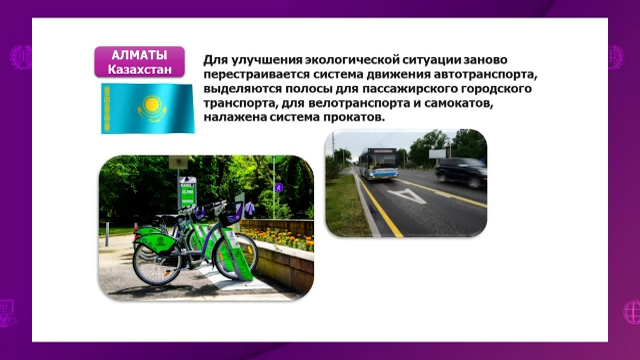 АЛМАТЫ
Казахстан
Для улучшения экологической ситуации заново
перестраивается система движения автотранспорта,
выделяются полосы для пассажирского городского
транспорта, для велотранспорта и самокатов,
налажена система прокатов.